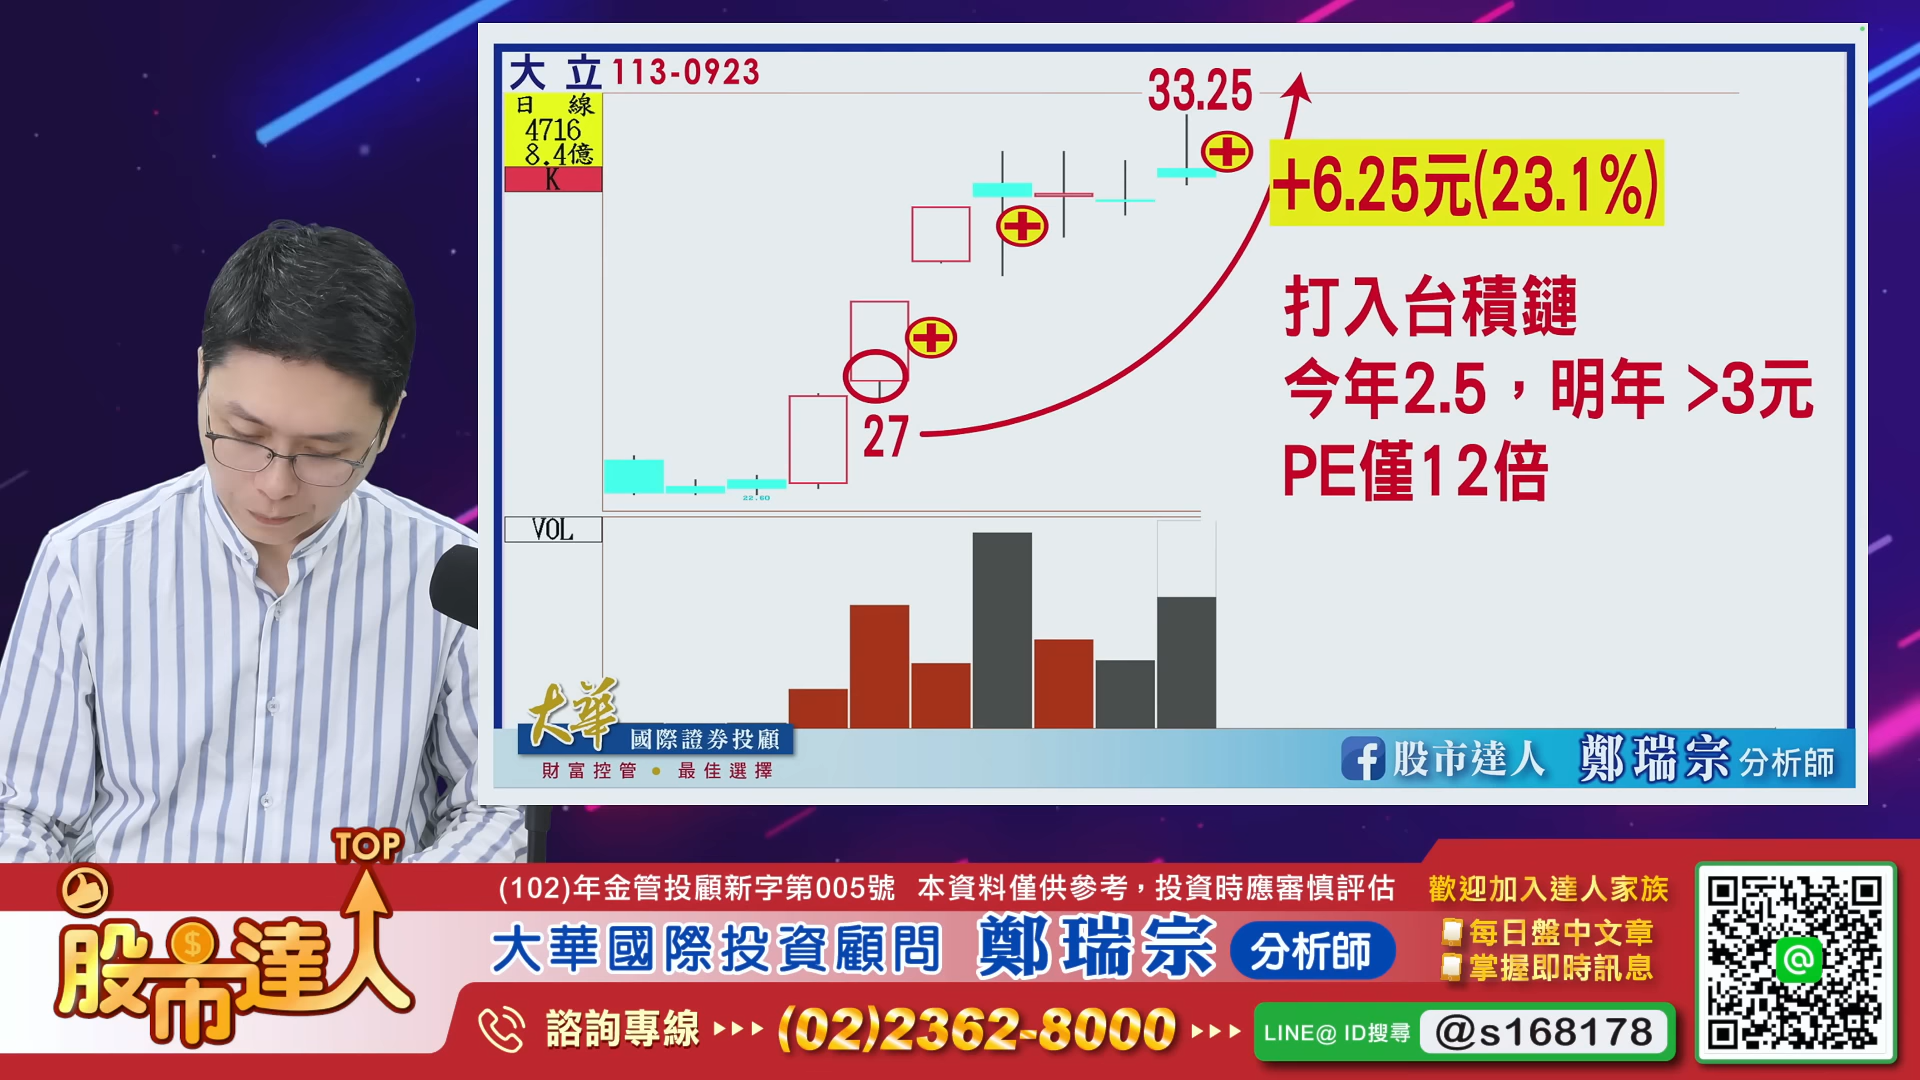 大 立 113-0923
日 線
4716
8.4億
K
33.25
+6.25元(23.1%)
打入台積鏈
今年2.5，明年 >3元
PE僅12倍
27
22.60
VOL
大華 國際證券投顧
財富控管 • 最佳選擇
股市達人 鄭瑞宗 分析師
TOP
股市達人
(102)年金管投顧新字第005號 本資料僅供參考，投資時應審慎評估
大華國際投資顧問 鄭瑞宗 分析師
諮詢專線 (02)2362-8000
歡迎加入達人家族
每日盤中文章
掌握即時訊息
LINE@ ID搜尋 @s168178